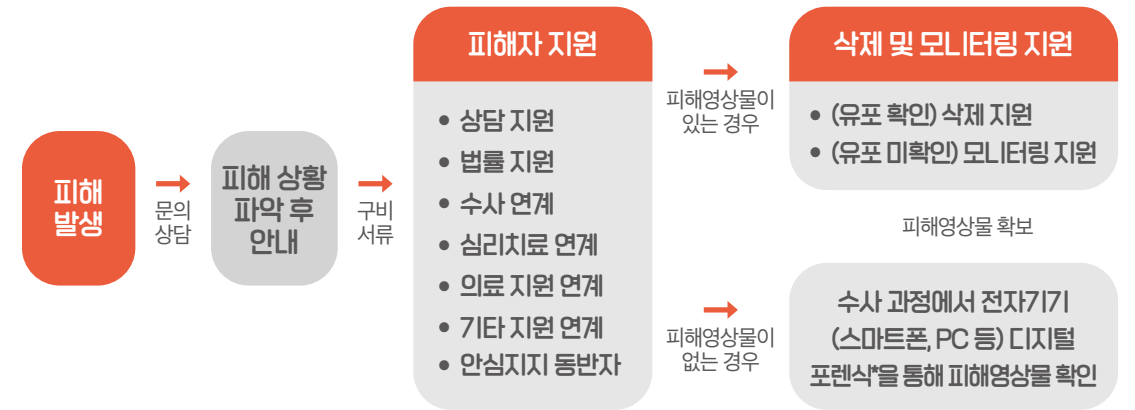 피해
발생
문의
상담
피해 상황
파악 후
안내
구비
서류
피해자 지원
• 상담 지원
• 법률 지원
• 수사 연계
• 심리치료 연계
• 의료 지원 연계
• 기타 지원 연계
• 안심지지 동반자
피해영상물이
있는 경우
삭제 및 모니터링 지원
• (유포 확인) 삭제 지원
• (유포 미확인) 모니터링 지원
피해영상물 확보
피해영상물이
없는 경우
수사 과정에서 전자기기
(스마트폰, PC 등) 디지털
포렌식*을 통해 피해영상물 확인